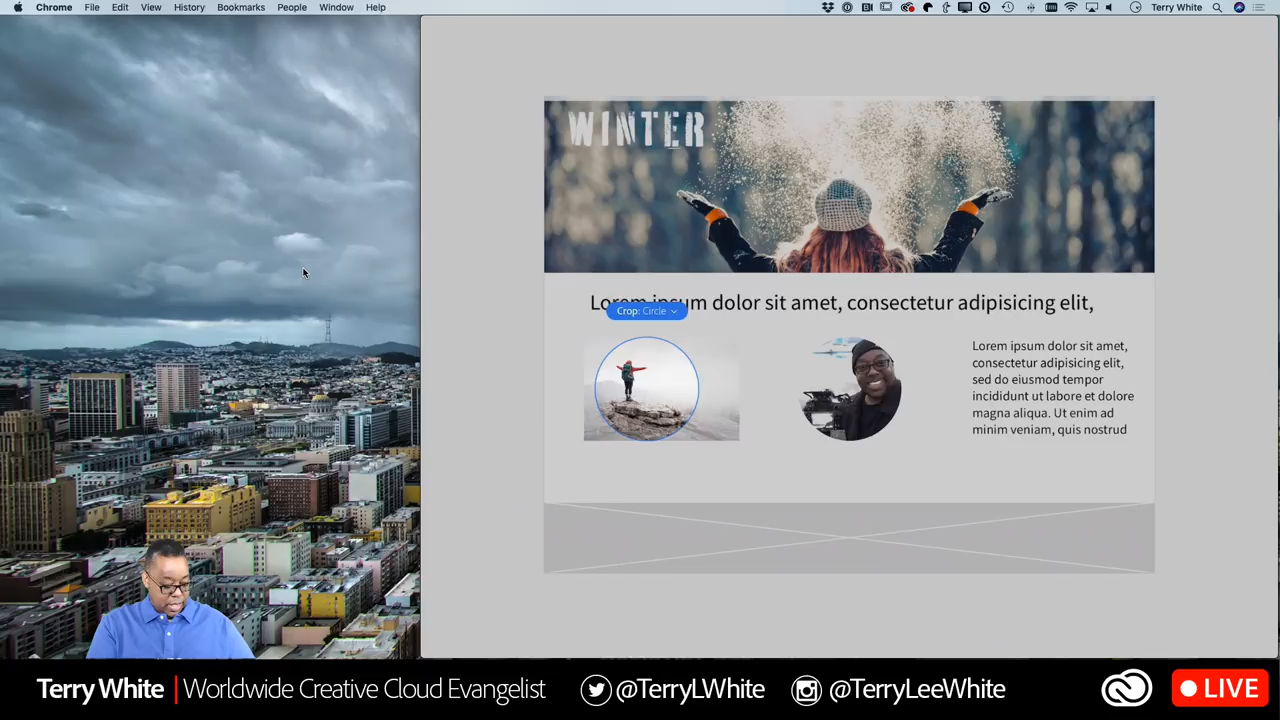 Chrome File Edit View History Bookmarks People Window Help Terry White
WINTER
Lorem ipsum dolor sit amet, consectetur adipisicing elit,
Crop: Circle
Lorem ipsum dolor sit amet,
consectetur adipisicing elit,
sed do eiusmod tempor
incididunt ut labore et dolore
magna aliqua. Ut enim ad
minim veniam, quis nostrud
Terry White | Worldwide Creative Cloud Evangelist @TerryLWhite @TerryLeeWhite LIVE